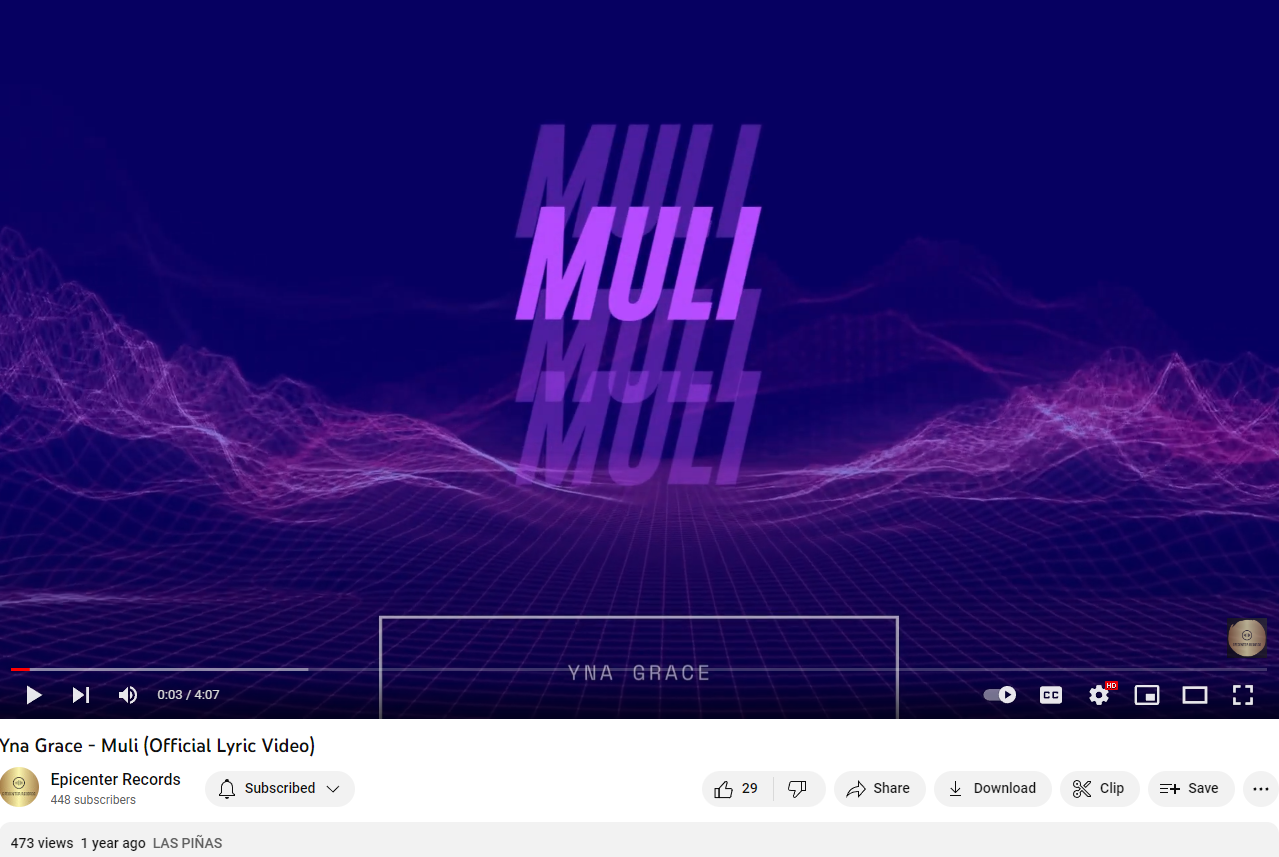 MULI
MULI
MULI
MULI
YNA GRACE
0:03 / 4:07
CC
HD
Yna Grace - Muli (Official Lyric Video)
Epicenter Records
448 subscribers
Subscribed
29
Share
Download
Clip
Save
473 views 1 year ago LAS PIÑAS